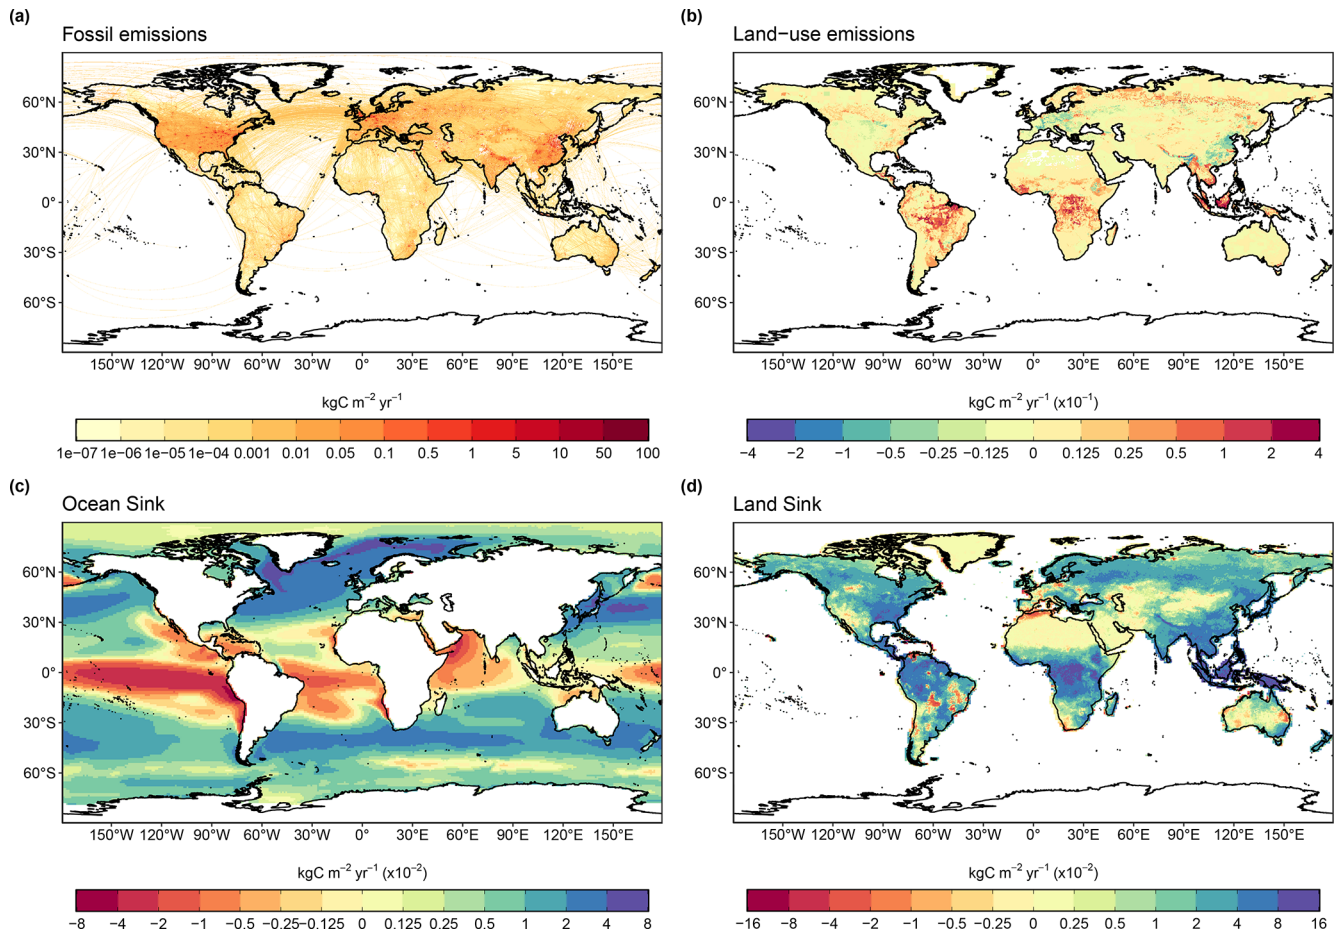 (a)
Fossil emissions
60°N
30°N
0°
30°S
60°S
150°W 120°W 90°W 60°W 30°W 0° 30°E 60°E 90°E 120°E 150°E
kgC m−2 yr−1
1e−07 1e−06 1e−05 1e−04 0.001 0.01 0.05 0.1 0.5 1 5 10 50 100
(b)
Land−use emissions
60°N
30°N
0°
30°S
60°S
150°W 120°W 90°W 60°W 30°W 0° 30°E 60°E 90°E 120°E 150°E
kgC m−2 yr−1 (x10−1)
−4 −2 −1 −0.5 −0.25 −0.125 0 0.125 0.25 0.5 1 2 4
(c)
Ocean Sink
60°N
30°N
0°
30°S
60°S
150°W 120°W 90°W 60°W 30°W 0° 30°E 60°E 90°E 120°E 150°E
kgC m−2 yr−1 (x10−2)
−8 −4 −2 −1 −0.5 −0.25 −0.125 0 0.125 0.25 0.5 1 2 4 8
(d)
Land Sink
60°N
30°N
0°
30°S
60°S
150°W 120°W 90°W 60°W 30°W 0° 30°E 60°E 90°E 120°E 150°E
kgC m−2 yr−1 (x10−2)
−16 −8 −4 −2 −1 −0.5 −0.25 0 0.25 0.5 1 2 4 8 16